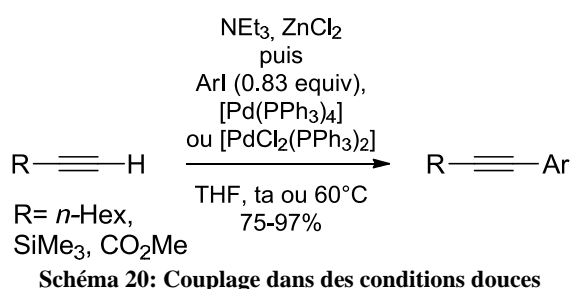 NEt3, ZnCl2
puis
ArI (0.83 equiv),
[Pd(PPh3)4]
ou [PdCl2(PPh3)2]
R H R Ar
THF, ta ou 60°C
75-97%
R= n-Hex,
SiMe3, CO2Me
Schéma 20: Couplage dans des conditions douces